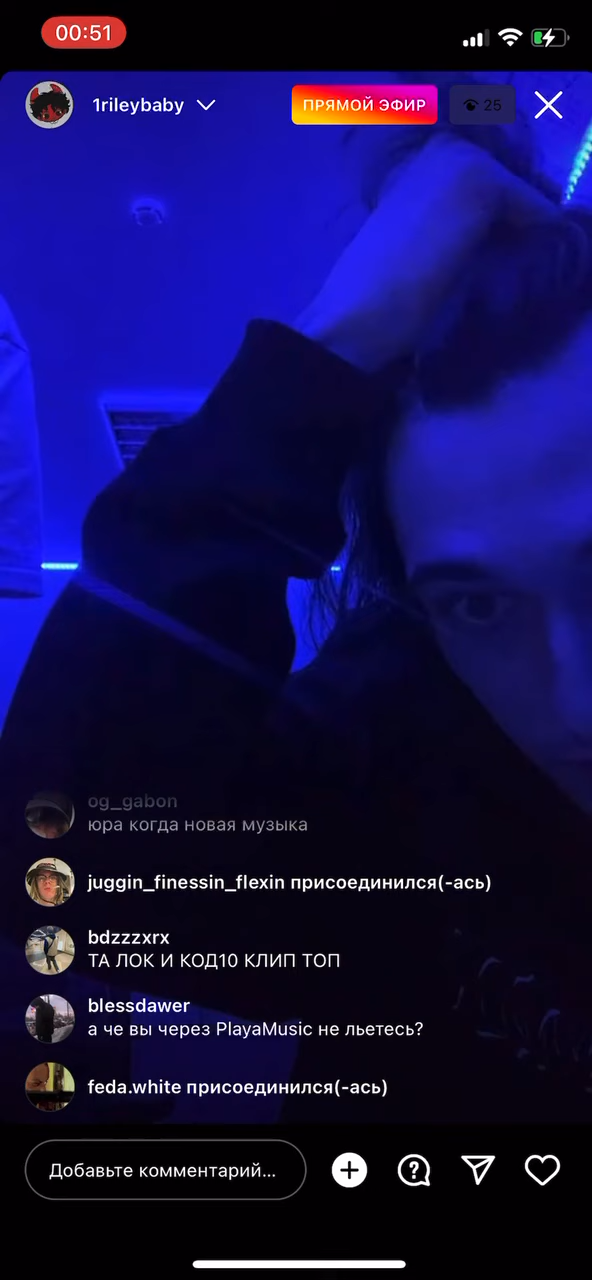 00:51
1rileybaby
ПРЯМОЙ ЭФИР
25
og_gabon
юра когда новая музыка
juggin_finessin_flexin присоединился(-ась)
bdzzzxrx
ТА ЛОК И КОД10 КЛИП ТОП
blessdawer
а че вы через PlayaMusic не льетесь?
feda.white присоединился(-ась)
Добавьте комментарий...